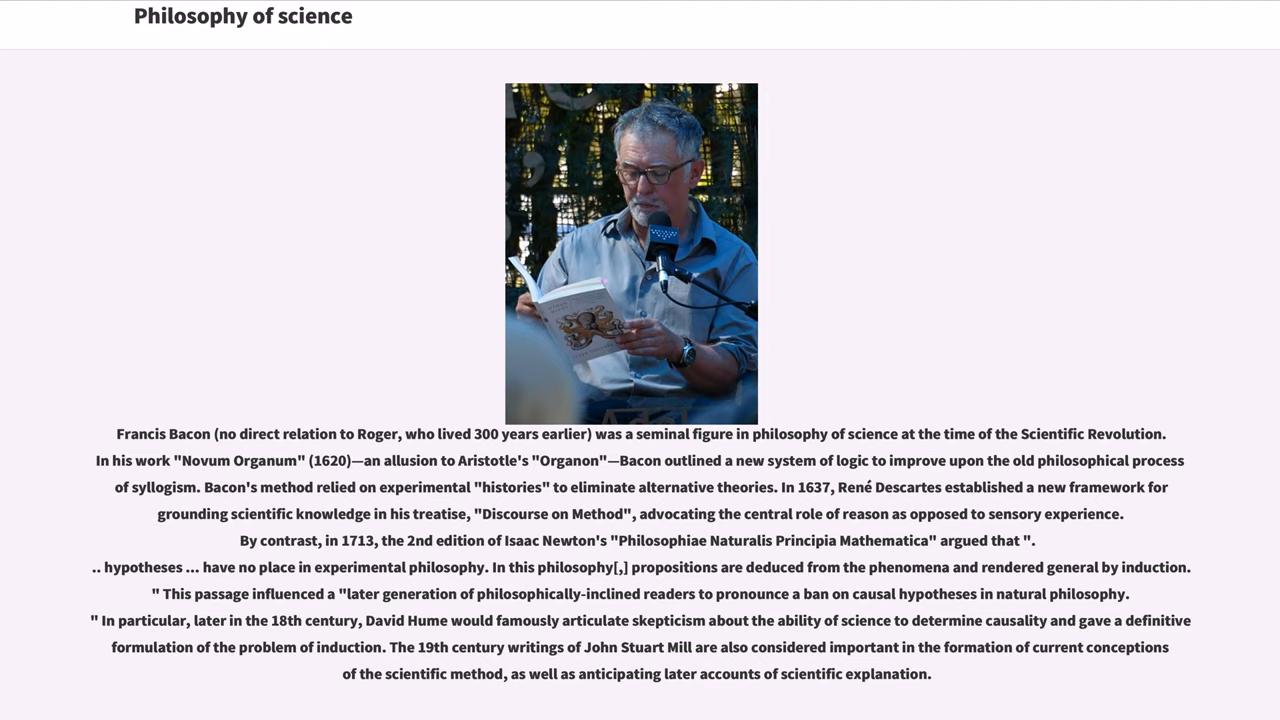 Philosophy of science
Francis Bacon (no direct relation to Roger, who lived 300 years earlier) was a seminal figure in philosophy of science at the time of the Scientific Revolution.
In his work "Novum Organum" (1620)—an allusion to Aristotle's "Organon"—Bacon outlined a new system of logic to improve upon the old philosophical process
of syllogism. Bacon's method relied on experimental "histories" to eliminate alternative theories. In 1637, René Descartes established a new framework for
grounding scientific knowledge in his treatise, "Discourse on Method", advocating the central role of reason as opposed to sensory experience.
By contrast, in 1713, the 2nd edition of Isaac Newton's "Philosophiae Naturalis Principia Mathematica" argued that ".
.. hypotheses ... have no place in experimental philosophy. In this philosophy[,] propositions are deduced from the phenomena and rendered general by induction.
" This passage influenced a "later generation of philosophically-inclined readers to pronounce a ban on causal hypotheses in natural philosophy.
" In particular, later in the 18th century, David Hume would famously articulate skepticism about the ability of science to determine causality and gave a definitive
formulation of the problem of induction. The 19th century writings of John Stuart Mill are also considered important in the formation of current conceptions
of the scientific method, as well as anticipating later accounts of scientific explanation.